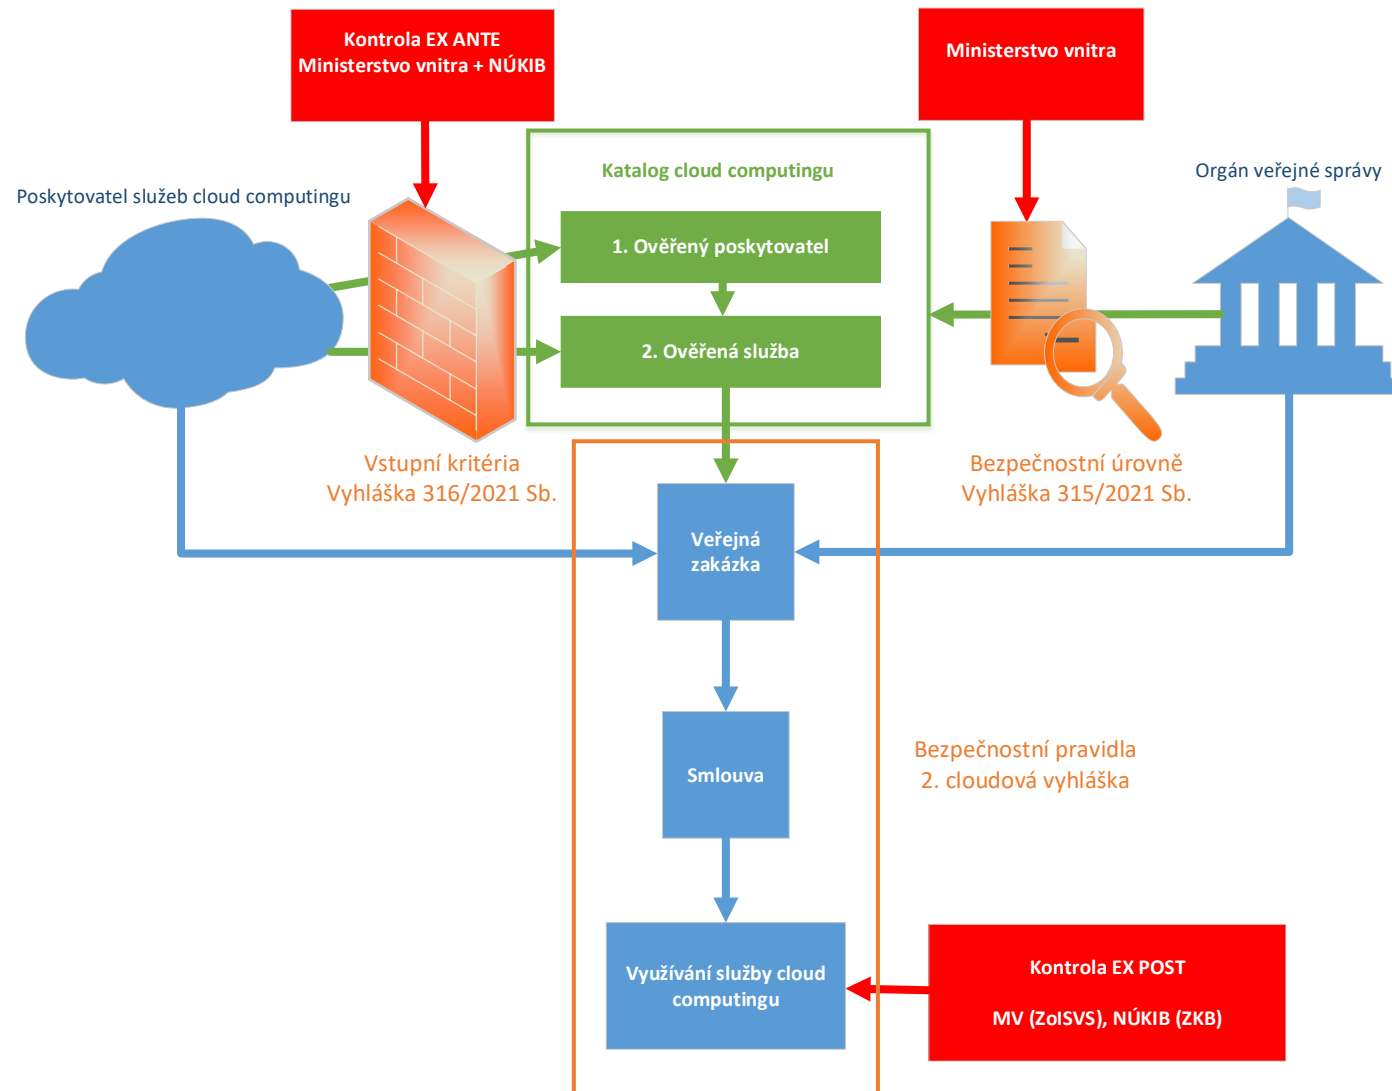 Kontrola EX ANTE
Ministerstvo vnitra + NÚKIB
Ministerstvo vnitra
Katalog cloud computingu
Poskytovatel služeb cloud computingu
Orgán veřejné správy
1. Ověřený poskytovatel
2. Ověřená služba
Vstupní kritéria
Vyhláška 316/2021 Sb.
Bezpečnostní úrovně
Vyhláška 315/2021 Sb.
Veřejná
zakázka
Smlouva
Bezpečnostní pravidla
2. cloudová vyhláška
Využívání služby cloud
computingu
Kontrola EX POST
MV (ZoISVS), NÚKIB (ZKB)